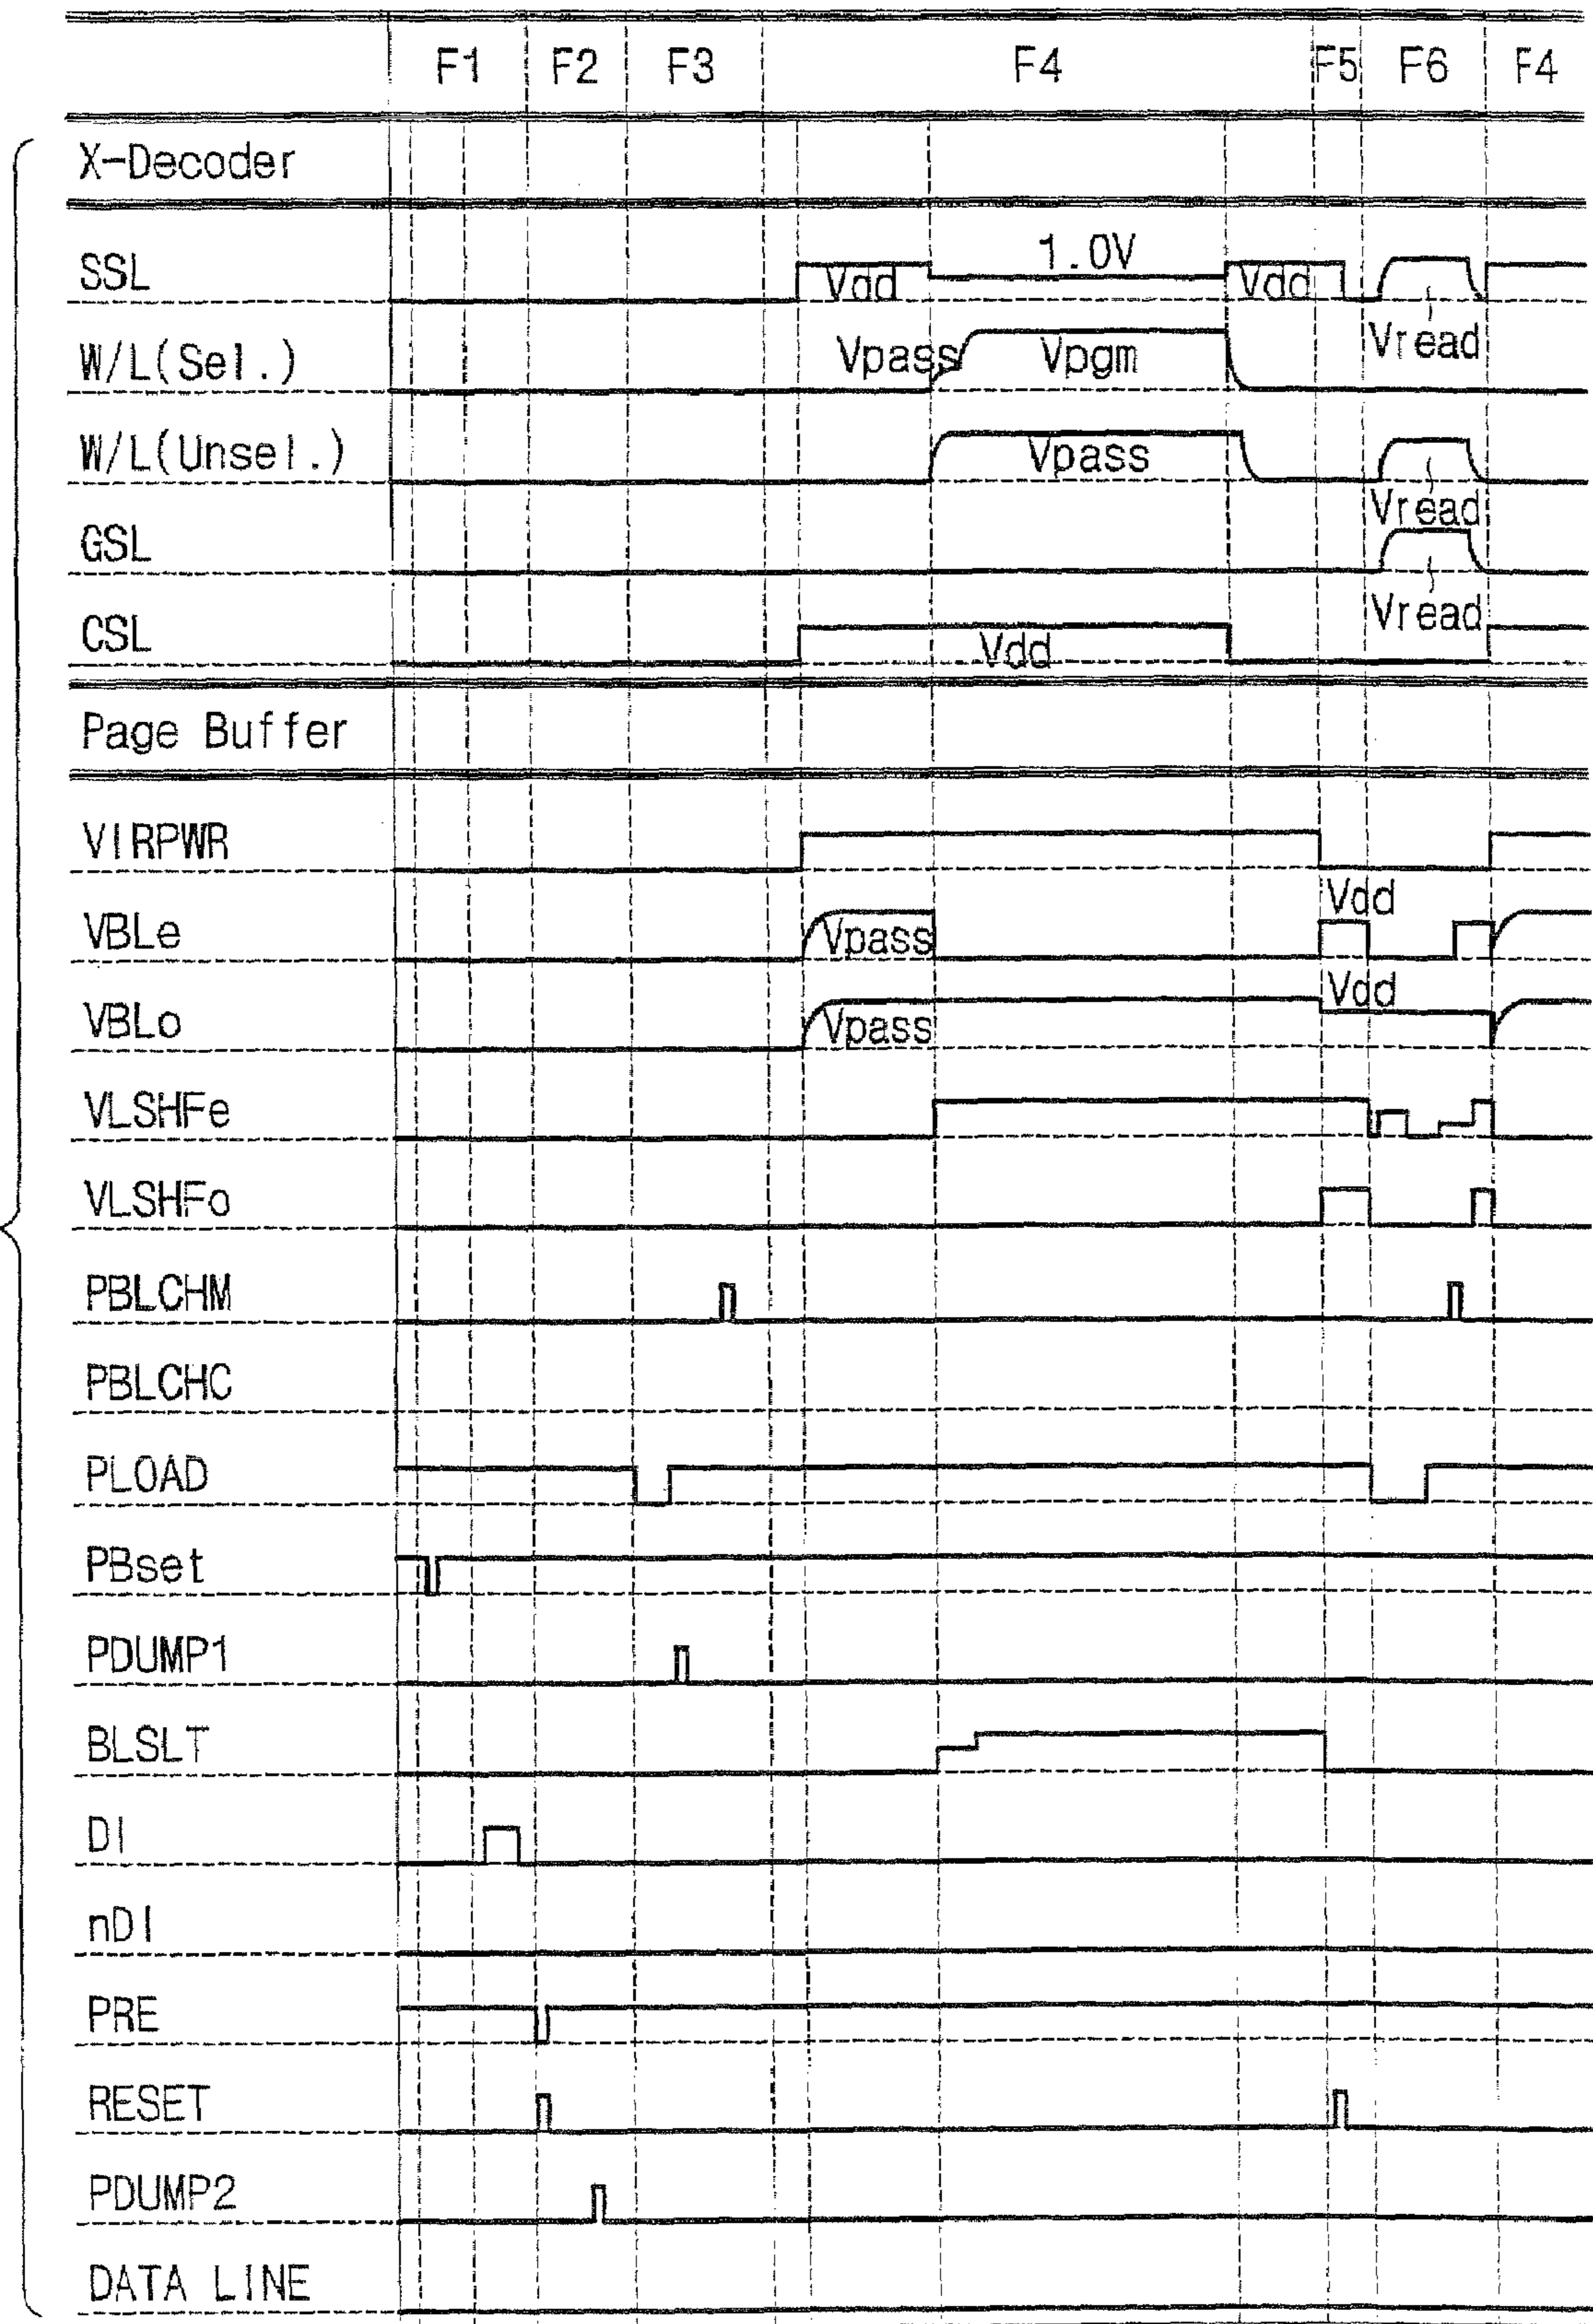 F1 F2 F3 F4 F5 F6 F4
X-Decoder
SSL Vdd 1.0V Vdd Vread
W/L(Sel.) Vpass Vpgm
W/L(Unsel.) Vpass Vread
GSL Vread
CSL Vdd
Page Buffer
VIRPWR
VBLe Vpass Vdd
VBLo Vpass Vdd
VLSHFe
VLSHFo
PBLCHM
PBLCHC
PLOAD
PBset
PDUMP1
BLSLT
DI
nDI
PRE
RESET
PDUMP2
DATA LINE